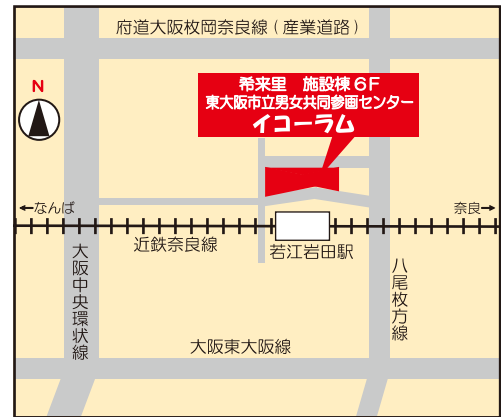 府道大阪枚岡奈良線(産業道路)
N
希来里 施設棟6F
東大阪市立男女共同参画センター
イコーラム
←なんば
奈良→
近鉄奈良線
若江岩田駅
大阪中央環状線
八尾枚方線
大阪東大阪線